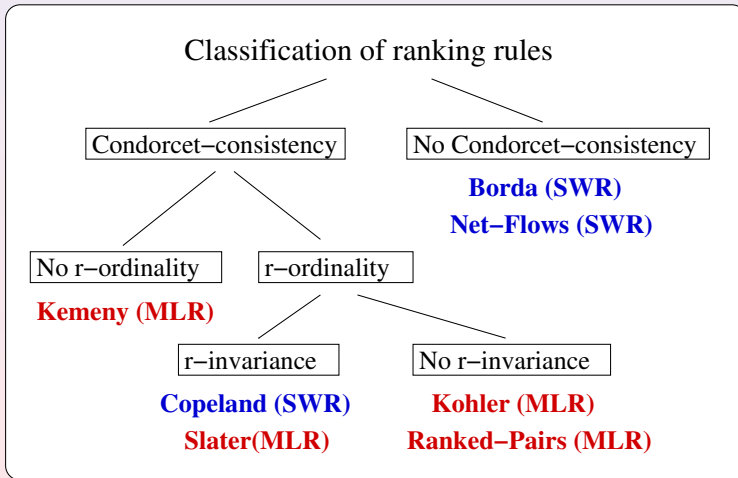 Classification of ranking rules
Condorcet−consistency
No Condorcet−consistency
Borda (SWR)
Net−Flows (SWR)
No r−ordinality
r−ordinality
Kemeny (MLR)
r−invariance
No r−invariance
Copeland (SWR)
Kohler (MLR)
Slater(MLR)
Ranked−Pairs (MLR)